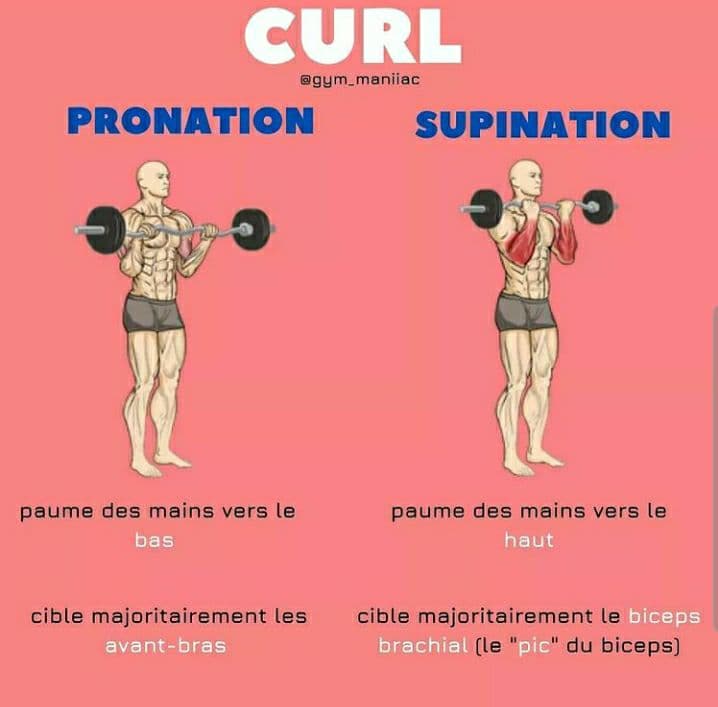 CURL
@gym_maniiac
PRONATION
SUPINATION
paume des mains vers le
bas
paume des mains vers le
haut
cible majoritairement les
avant-bras
cible majoritairement le biceps
brachial (le "pic" du biceps)